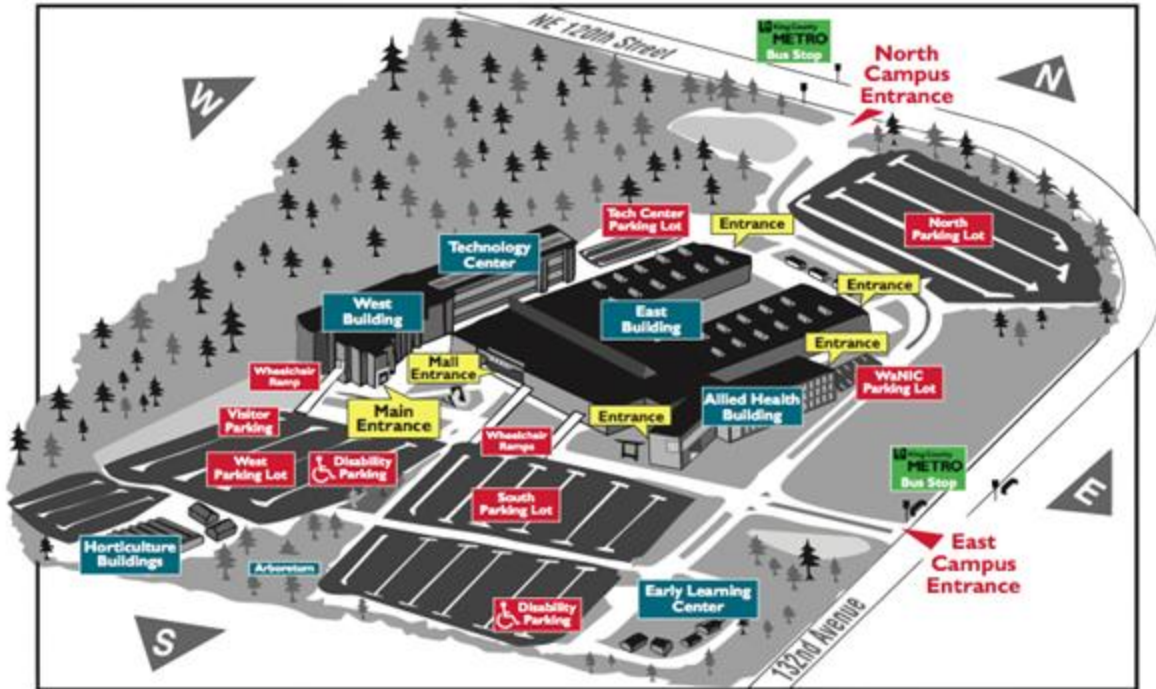 NE 120th Street
King County
METRO
Bus Stop
North
Campus
Entrance
N
W
Tech Center
Parking Lot
Entrance
North
Parking Lot
Technology
Center
Entrance
West
Building
East
Building
Entrance
Mall
Entrance
Wheelchair
Ramp
WaNIC
Parking Lot
Allied Health
Building
Main
Entrance
Entrance
Visitor
Parking
Wheelchair
Ramps
West
Parking Lot
Disability
Parking
King County
METRO
Bus Stop
E
South
Parking Lot
Horticulture
Buildings
Arboretum
East
Campus
Entrance
Early Learning
Center
Disability
Parking
S
132nd Avenue